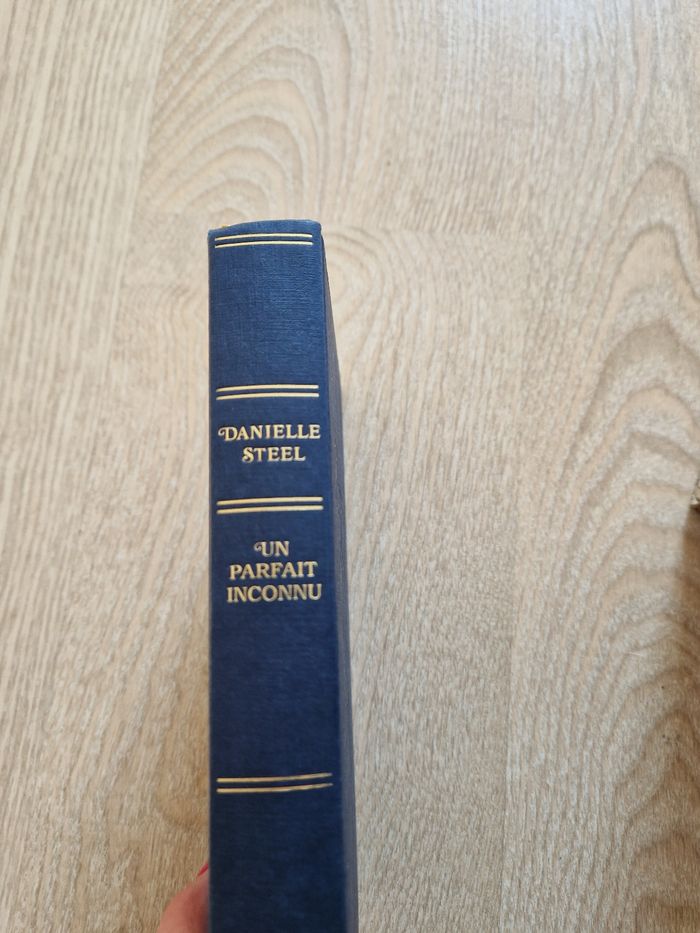 DANIELLE
STEEL
UN
PARFAIT
INCONNU